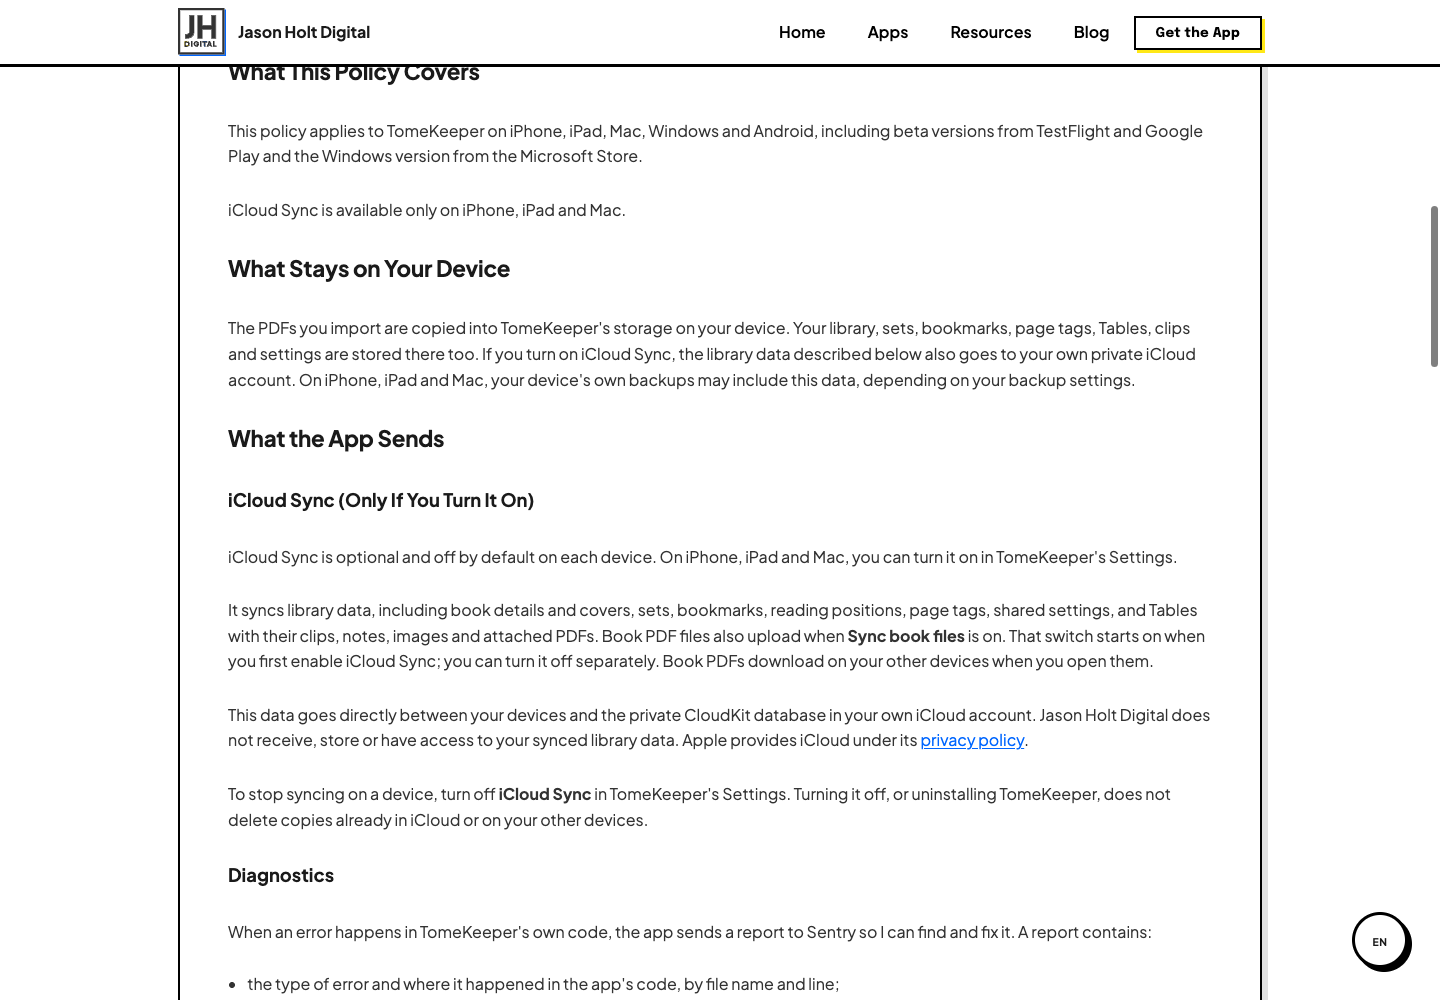 JH
DIGITAL
Jason Holt Digital
Home
Apps
Resources
Blog
Get the App
What This Policy Covers
This policy applies to TomeKeeper on iPhone, iPad, Mac, Windows and Android, including beta versions from TestFlight and Google
Play and the Windows version from the Microsoft Store.
iCloud Sync is available only on iPhone, iPad and Mac.
What Stays on Your Device
The PDFs you import are copied into TomeKeeper's storage on your device. Your library, sets, bookmarks, page tags, Tables, clips
and settings are stored there too. If you turn on iCloud Sync, the library data described below also goes to your own private iCloud
account. On iPhone, iPad and Mac, your device's own backups may include this data, depending on your backup settings.
What the App Sends
iCloud Sync (Only If You Turn It On)
iCloud Sync is optional and off by default on each device. On iPhone, iPad and Mac, you can turn it on in TomeKeeper's Settings.
It syncs library data, including book details and covers, sets, bookmarks, reading positions, page tags, shared settings, and Tables
with their clips, notes, images and attached PDFs. Book PDF files also upload when Sync book files is on. That switch starts on when
you first enable iCloud Sync; you can turn it off separately. Book PDFs download on your other devices when you open them.
This data goes directly between your devices and the private CloudKit database in your own iCloud account. Jason Holt Digital does
not receive, store or have access to your synced library data. Apple provides iCloud under its privacy policy.
To stop syncing on a device, turn off iCloud Sync in TomeKeeper's Settings. Turning it off, or uninstalling TomeKeeper, does not
delete copies already in iCloud or on your other devices.
Diagnostics
When an error happens in TomeKeeper's own code, the app sends a report to Sentry so I can find and fix it. A report contains:
• the type of error and where it happened in the app's code, by file name and line;
EN